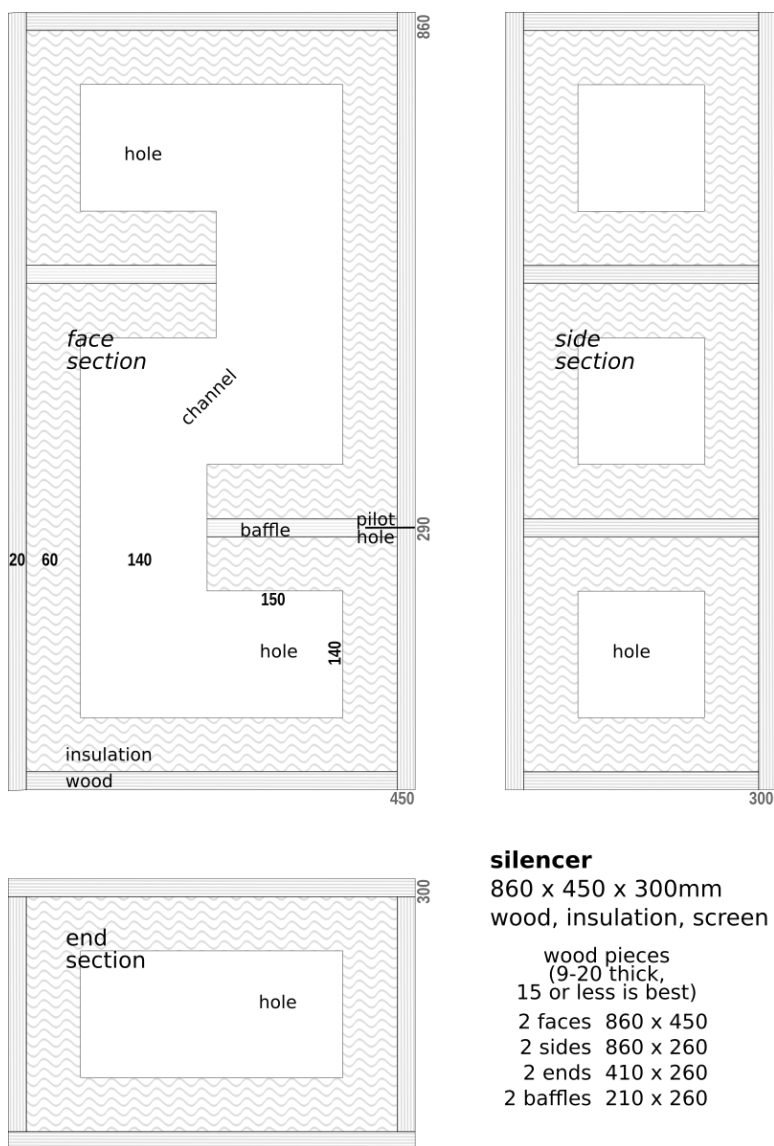 860
hole
face
section
side
section
channel
pilot
hole
baffle
290
20
60
140
150
hole
140
hole
insulation
wood
450
300
300
end
section
hole
silencer
860 x 450 x 300mm
wood, insulation, screen
wood pieces
(9-20 thick,
15 or less is best)
2 faces 860 x 450
2 sides 860 x 260
2 ends 410 x 260
2 baffles 210 x 260